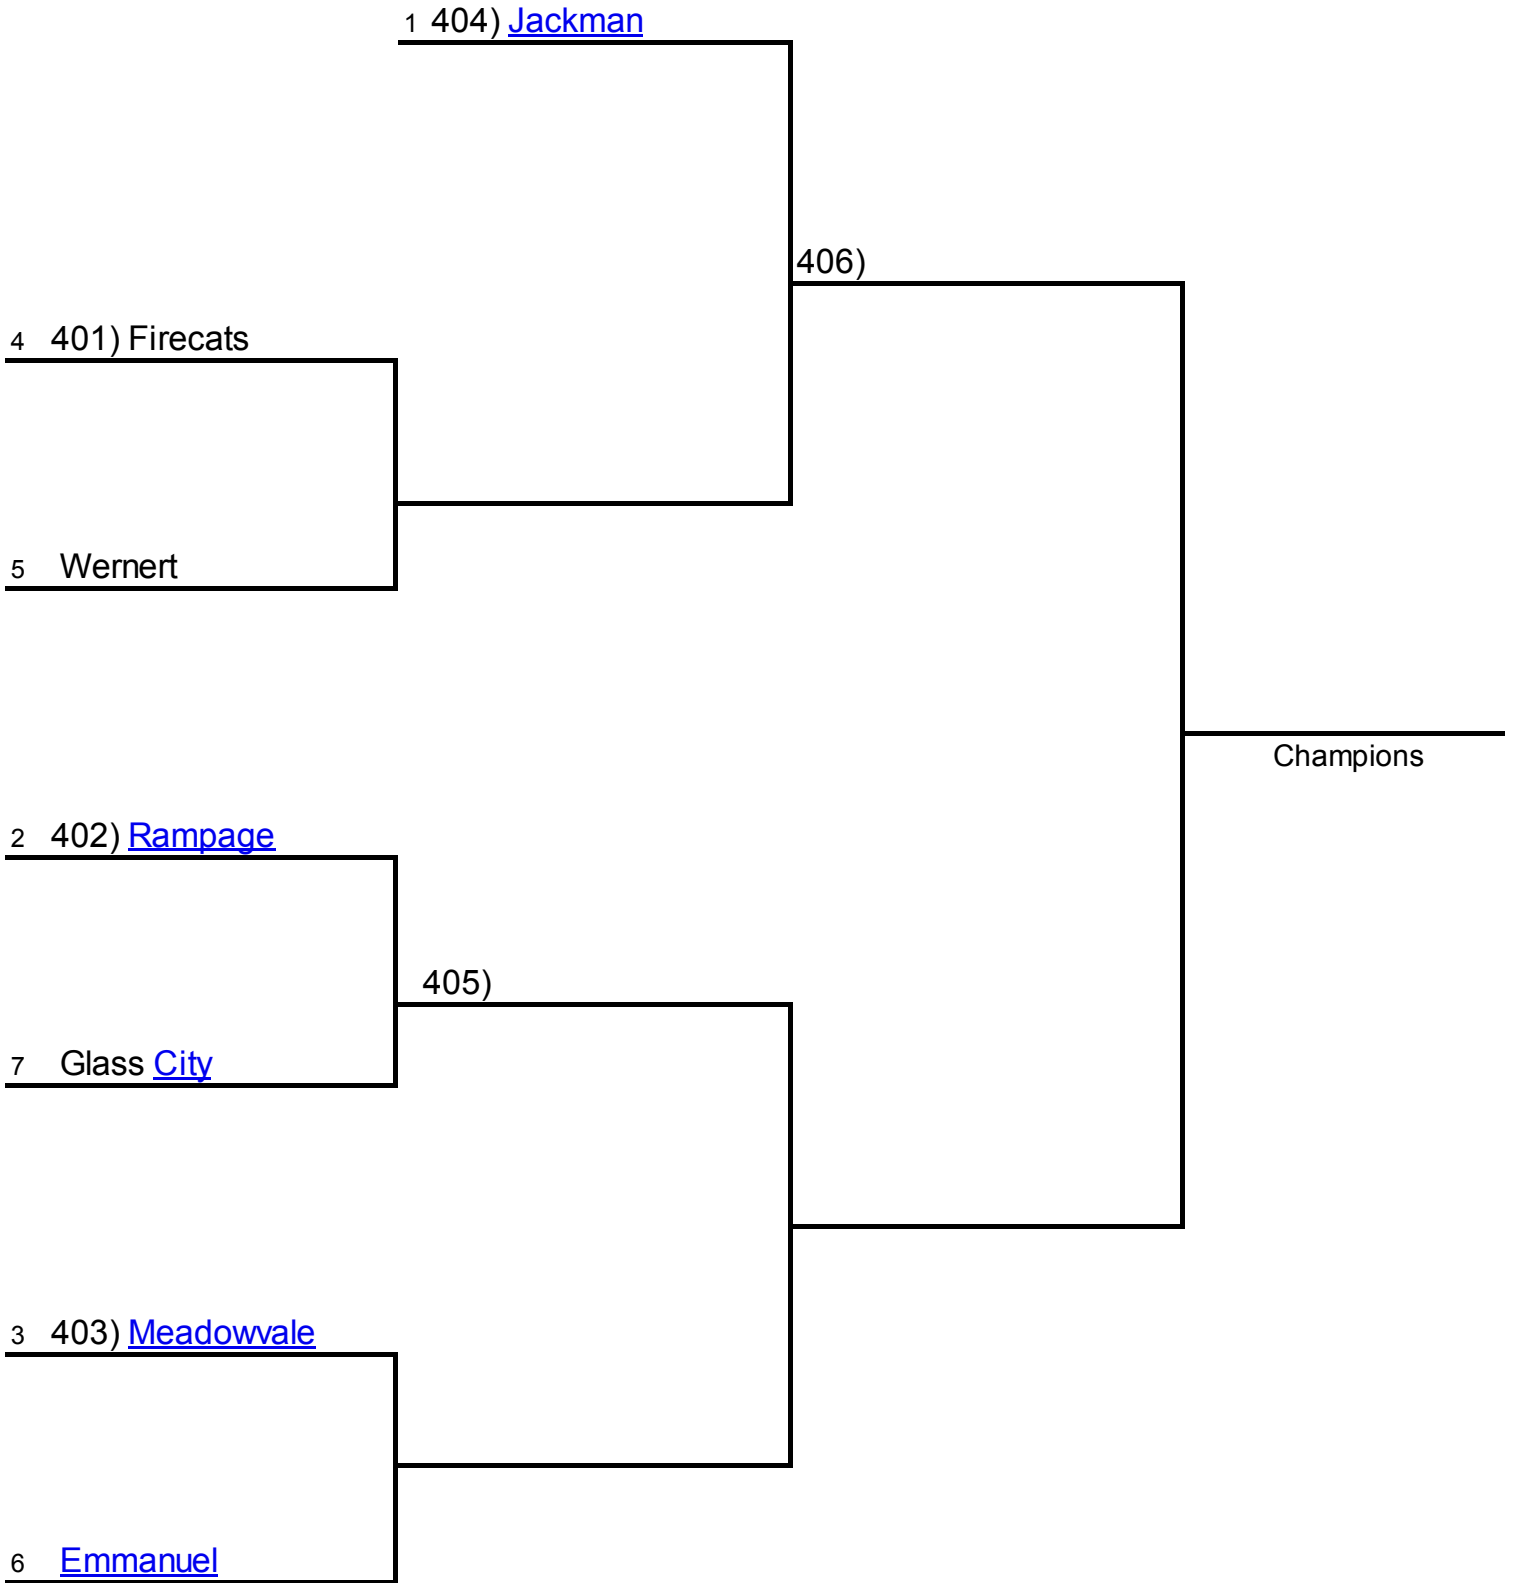 1 404) Jackman
406)
4 401) Firecats
5 Wernert
Champions
2 402) Rampage
405)
7 Glass City
3 403) Meadowvale
6 Emmanuel